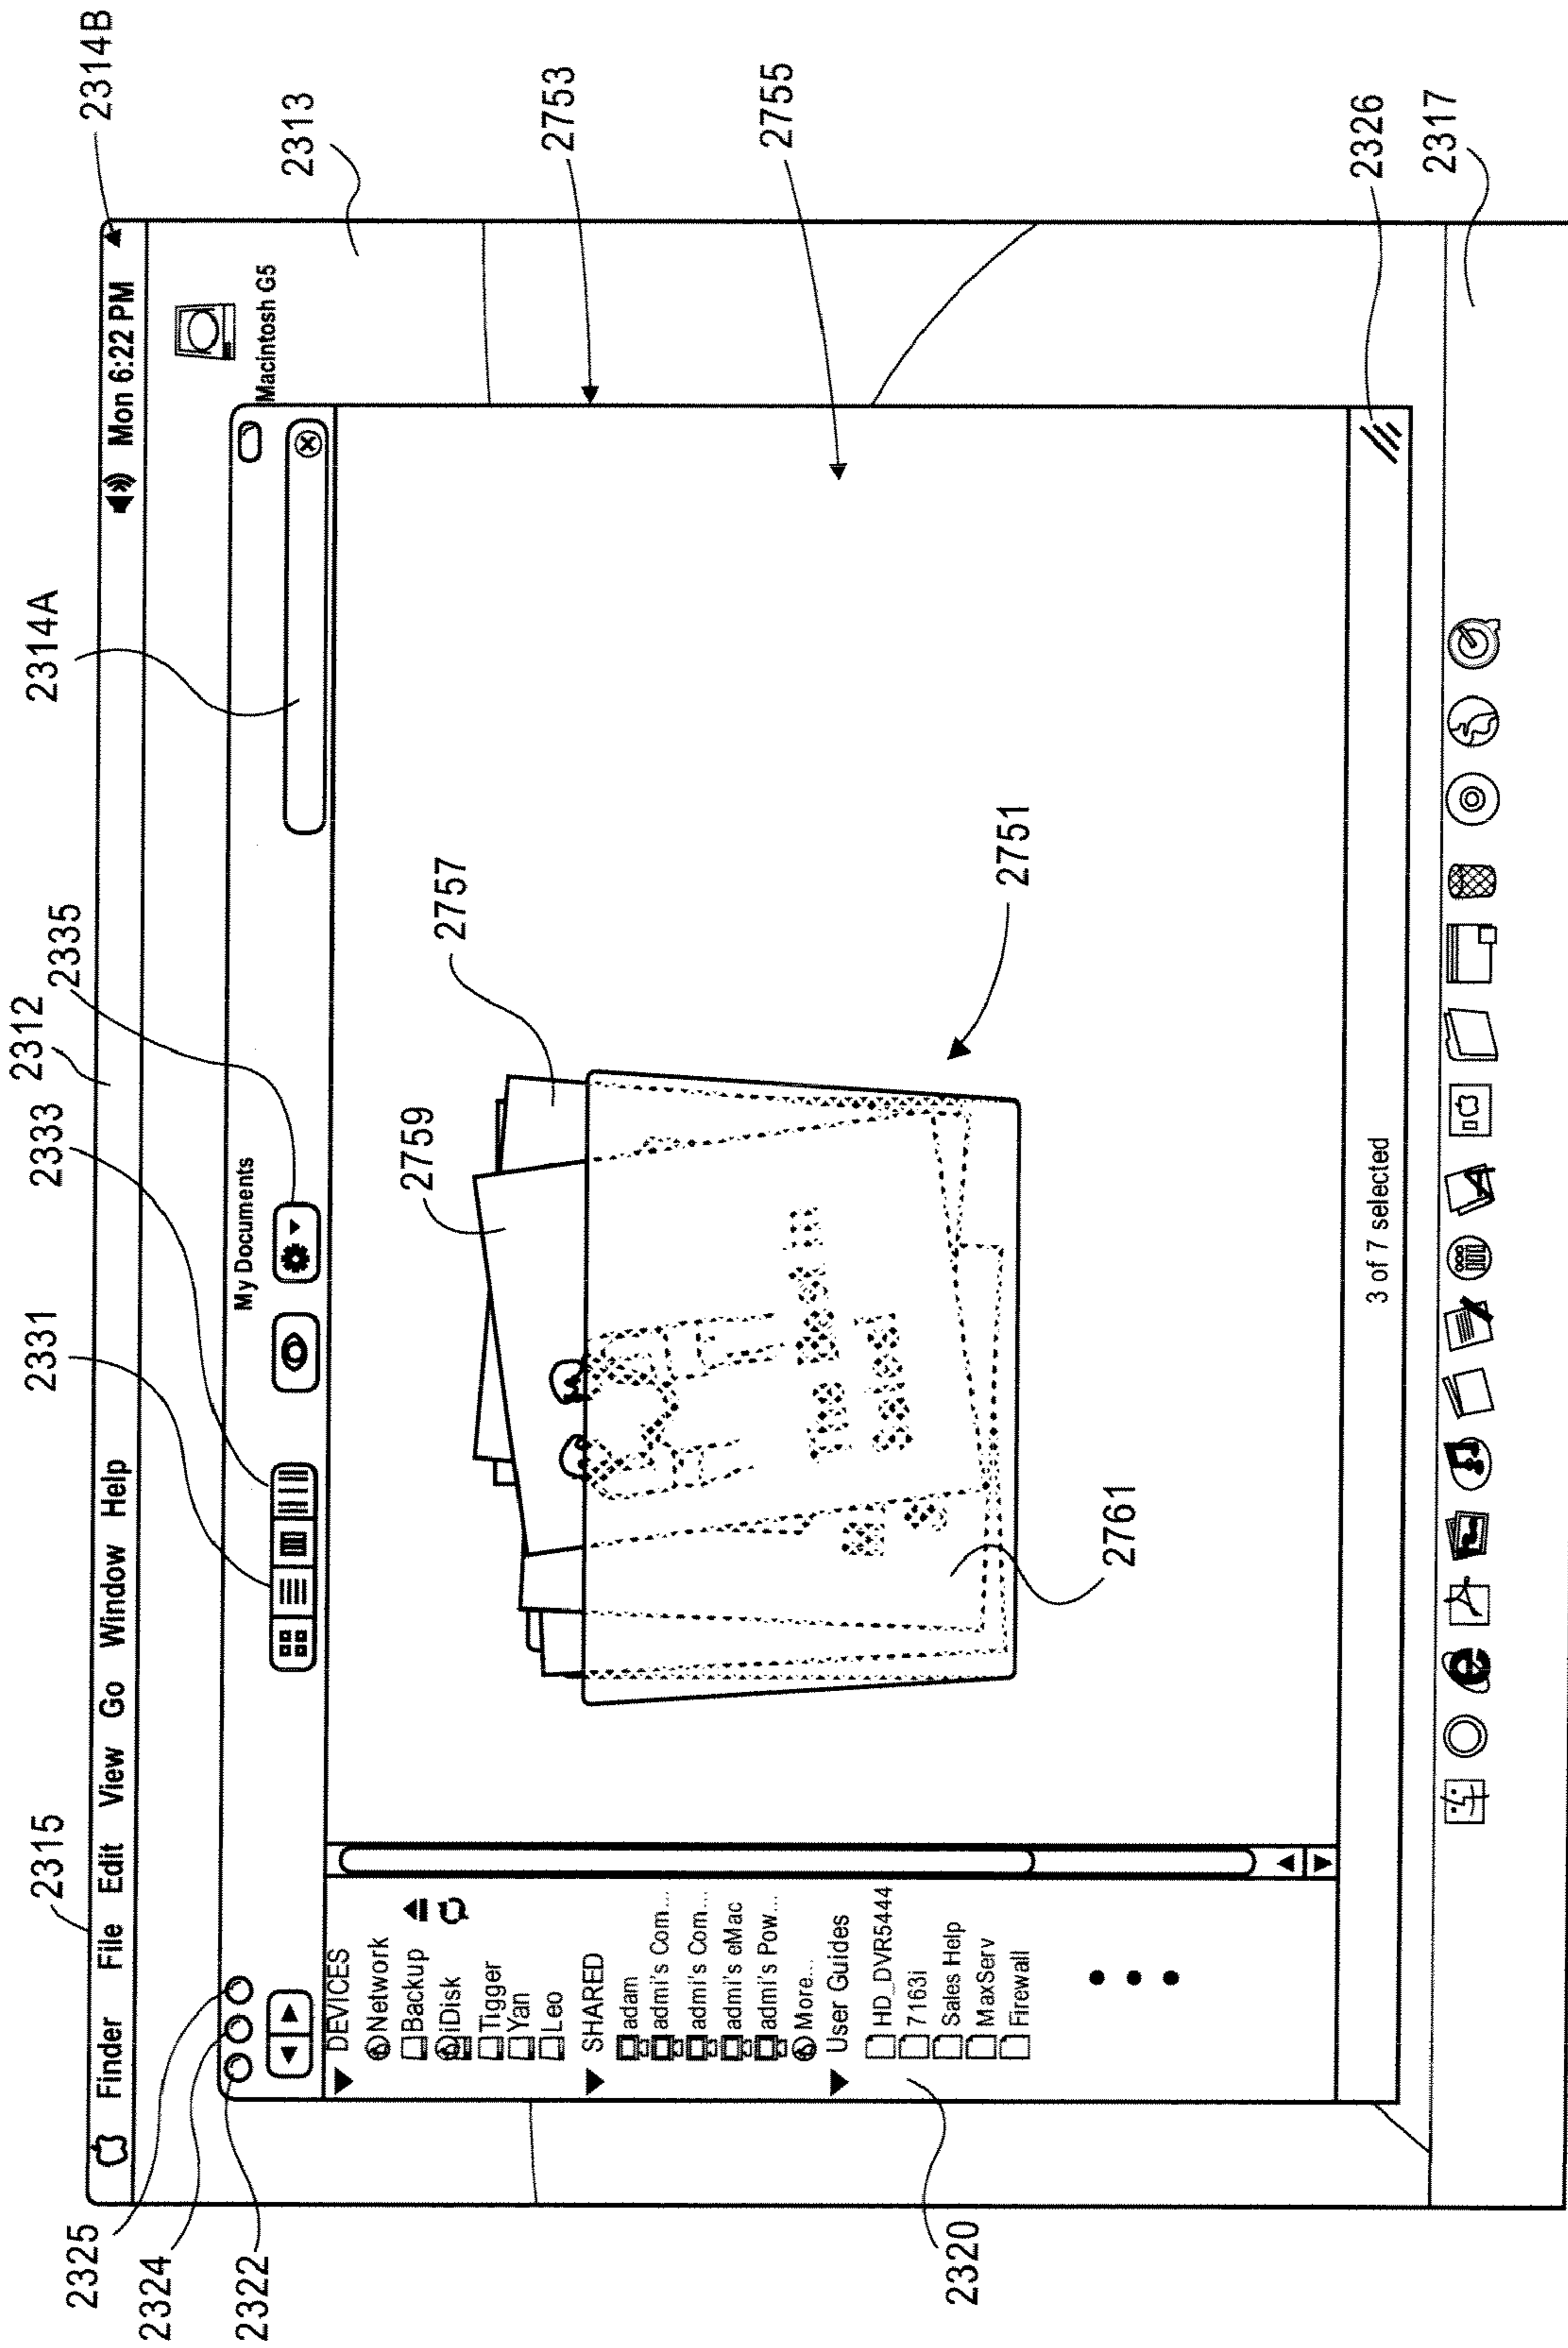 2314B
2313
2753
2755
2326
2317
2314A
2312
2335
2333
2331
2315
2325
2324
2322
2320
2757
2759
2751
2761
Finder File Edit View Go Window Help
Mon 6:22 PM
Macintosh G5
My Documents
DEVICES
Network
Backup
iDisk
Tigger
Yan
Leo
SHARED
adam
admi's Com...
admi's Com...
admi's eMac
admi's Pow...
More...
User Guides
HD_DVR5444
7163i
Sales Help
MaxServ
Firewall
3 of 7 selected